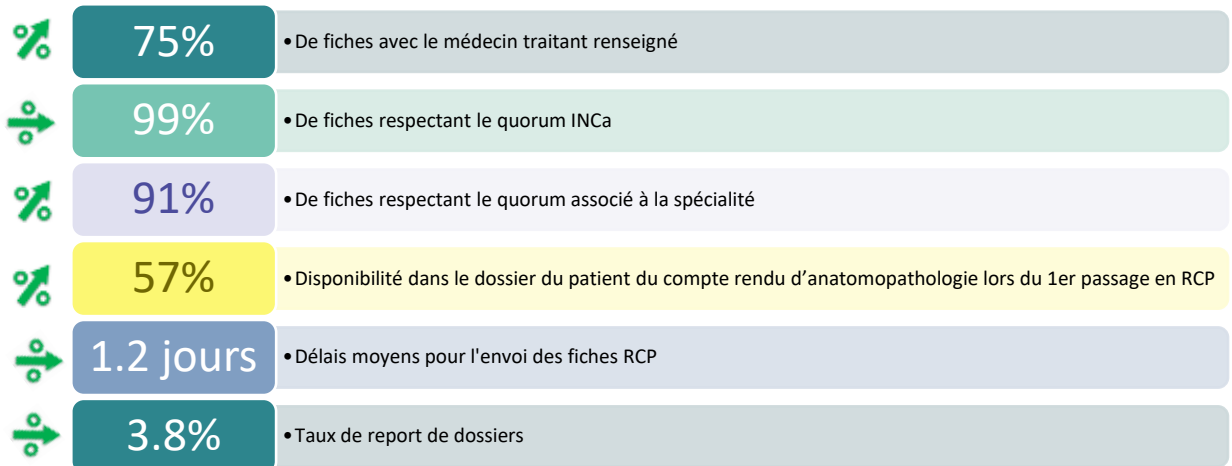 75%
• De fiches avec le médecin traitant renseigné
99%
• De fiches respectant le quorum INCa
91%
• De fiches respectant le quorum associé à la spécialité
57%
• Disponibilité dans le dossier du patient du compte rendu d’anatomopathologie lors du 1er passage en RCP
1.2 jours
• Délais moyens pour l'envoi des fiches RCP
3.8%
• Taux de report de dossiers